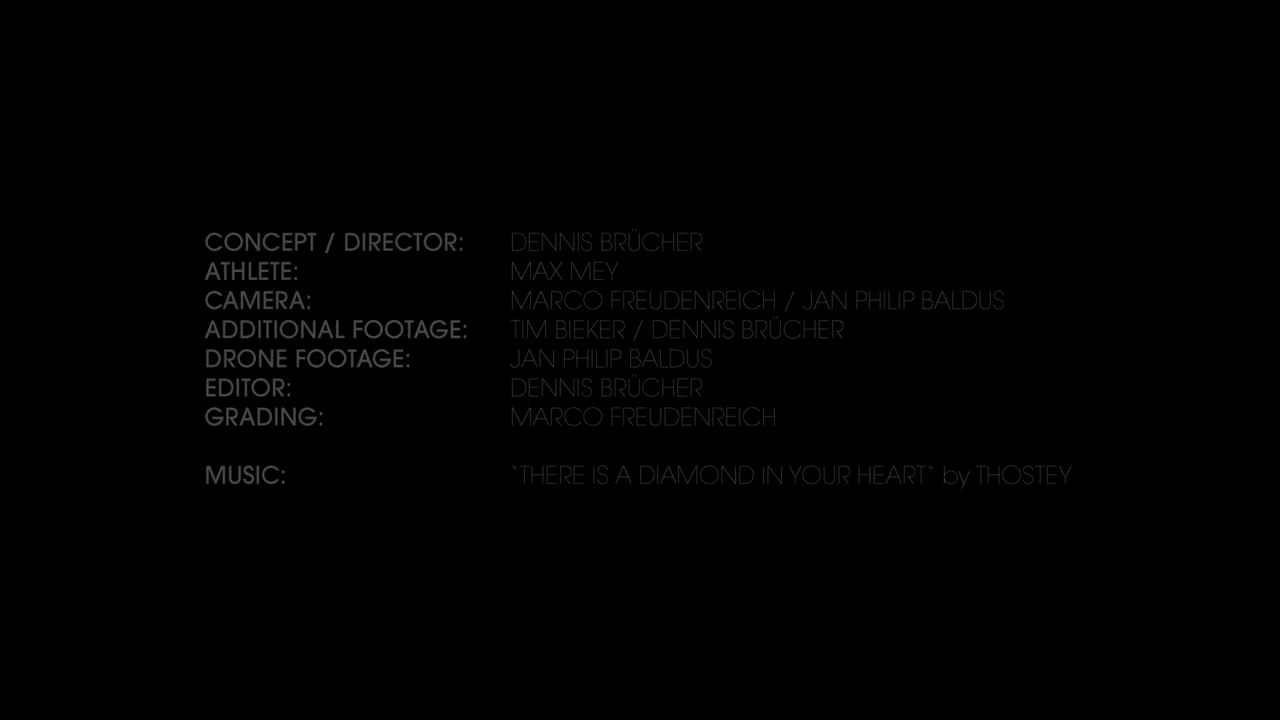 CONCEPT / DIRECTOR: DENNIS BRÜCHER
ATHLETE: MAX MEY
CAMERA: MARCO FREUDENREICH / JAN PHILIP BALDUS
ADDITIONAL FOOTAGE: TIM BIEKER / DENNIS BRÜCHER
DRONE FOOTAGE: JAN PHILIP BALDUS
EDITOR: DENNIS BRÜCHER
GRADING: MARCO FREUDENREICH
MUSIC: "THERE IS A DIAMOND IN YOUR HEART" by THOSTEY